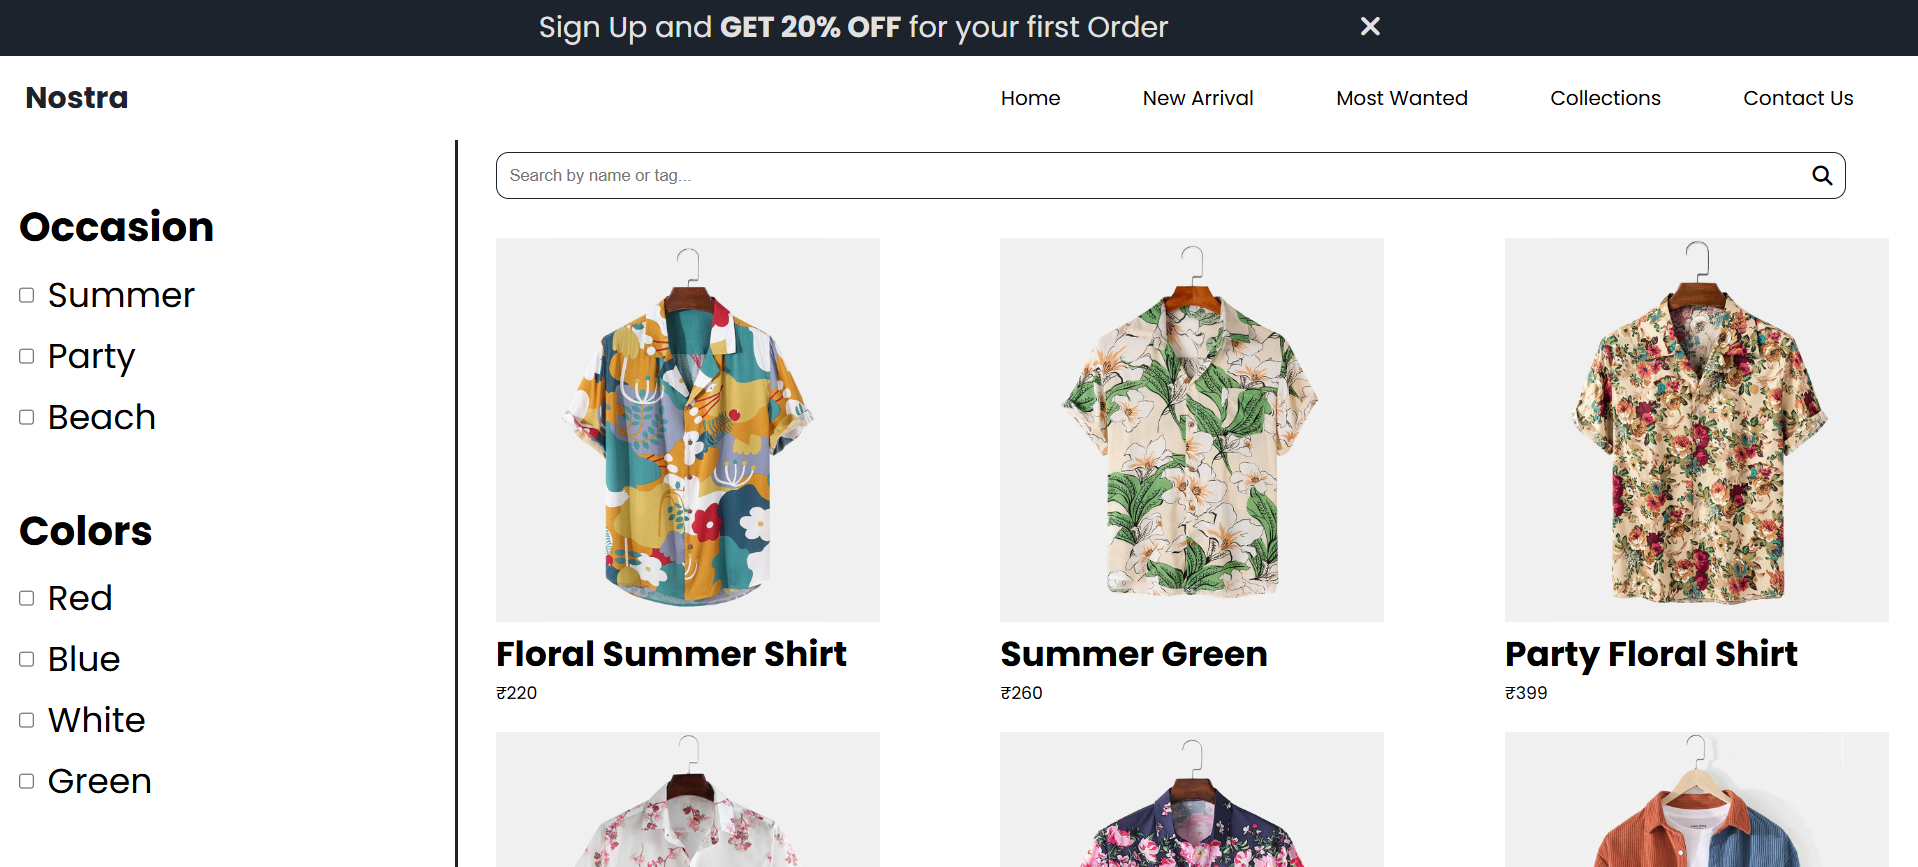 Sign Up and GET 20% OFF for your first Order
Nostra
Home
New Arrival
Most Wanted
Collections
Contact Us
Search by name or tag...
Occasion
Summer
Party
Beach
Colors
Red
Blue
White
Green
Floral Summer Shirt
₹220
Summer Green
₹260
Party Floral Shirt
₹399